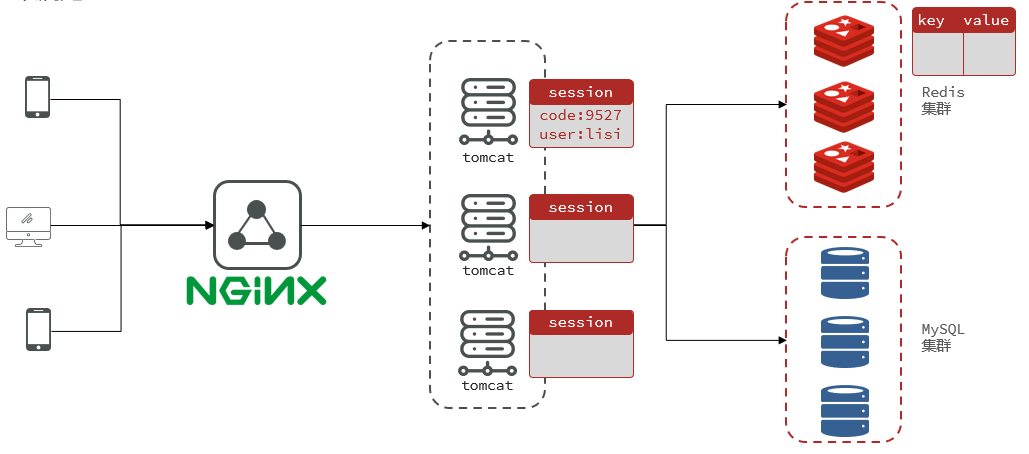 key value
Redis
集群
session
code:9527
user:lisi
tomcat
session
tomcat
NGINX
session
tomcat
MySQL
集群